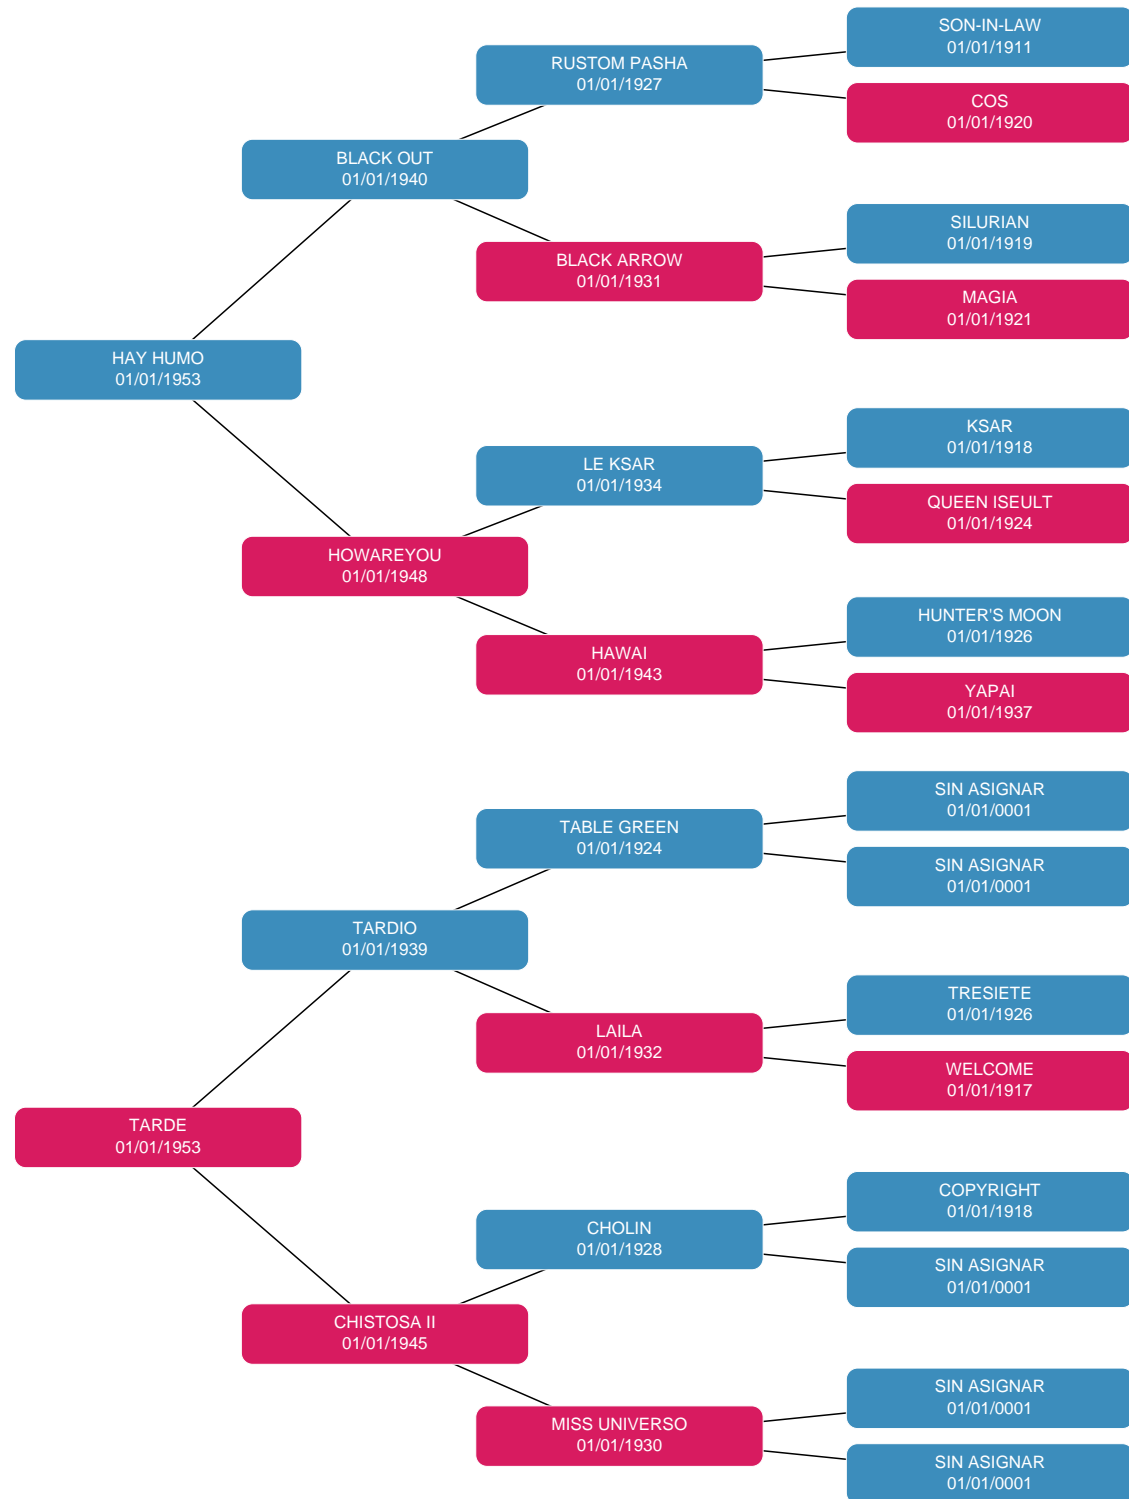 SON-IN-LAW
01/01/1911
RUSTOM PASHA
01/01/1927
COS
01/01/1920
BLACK OUT
01/01/1940
SILURIAN
01/01/1919
BLACK ARROW
01/01/1931
MAGIA
01/01/1921
HAY HUMO
01/01/1953
KSAR
01/01/1918
LE KSAR
01/01/1934
QUEEN ISEULT
01/01/1924
HOWAREYOU
01/01/1948
HUNTER'S MOON
01/01/1926
HAWAI
01/01/1943
YAPAI
01/01/1937
SIN ASIGNAR
01/01/0001
TABLE GREEN
01/01/1924
SIN ASIGNAR
01/01/0001
TARDIO
01/01/1939
TRESIETE
01/01/1926
LAILA
01/01/1932
WELCOME
01/01/1917
TARDE
01/01/1953
COPYRIGHT
01/01/1918
CHOLIN
01/01/1928
SIN ASIGNAR
01/01/0001
CHISTOSA II
01/01/1945
SIN ASIGNAR
01/01/0001
MISS UNIVERSO
01/01/1930
SIN ASIGNAR
01/01/0001